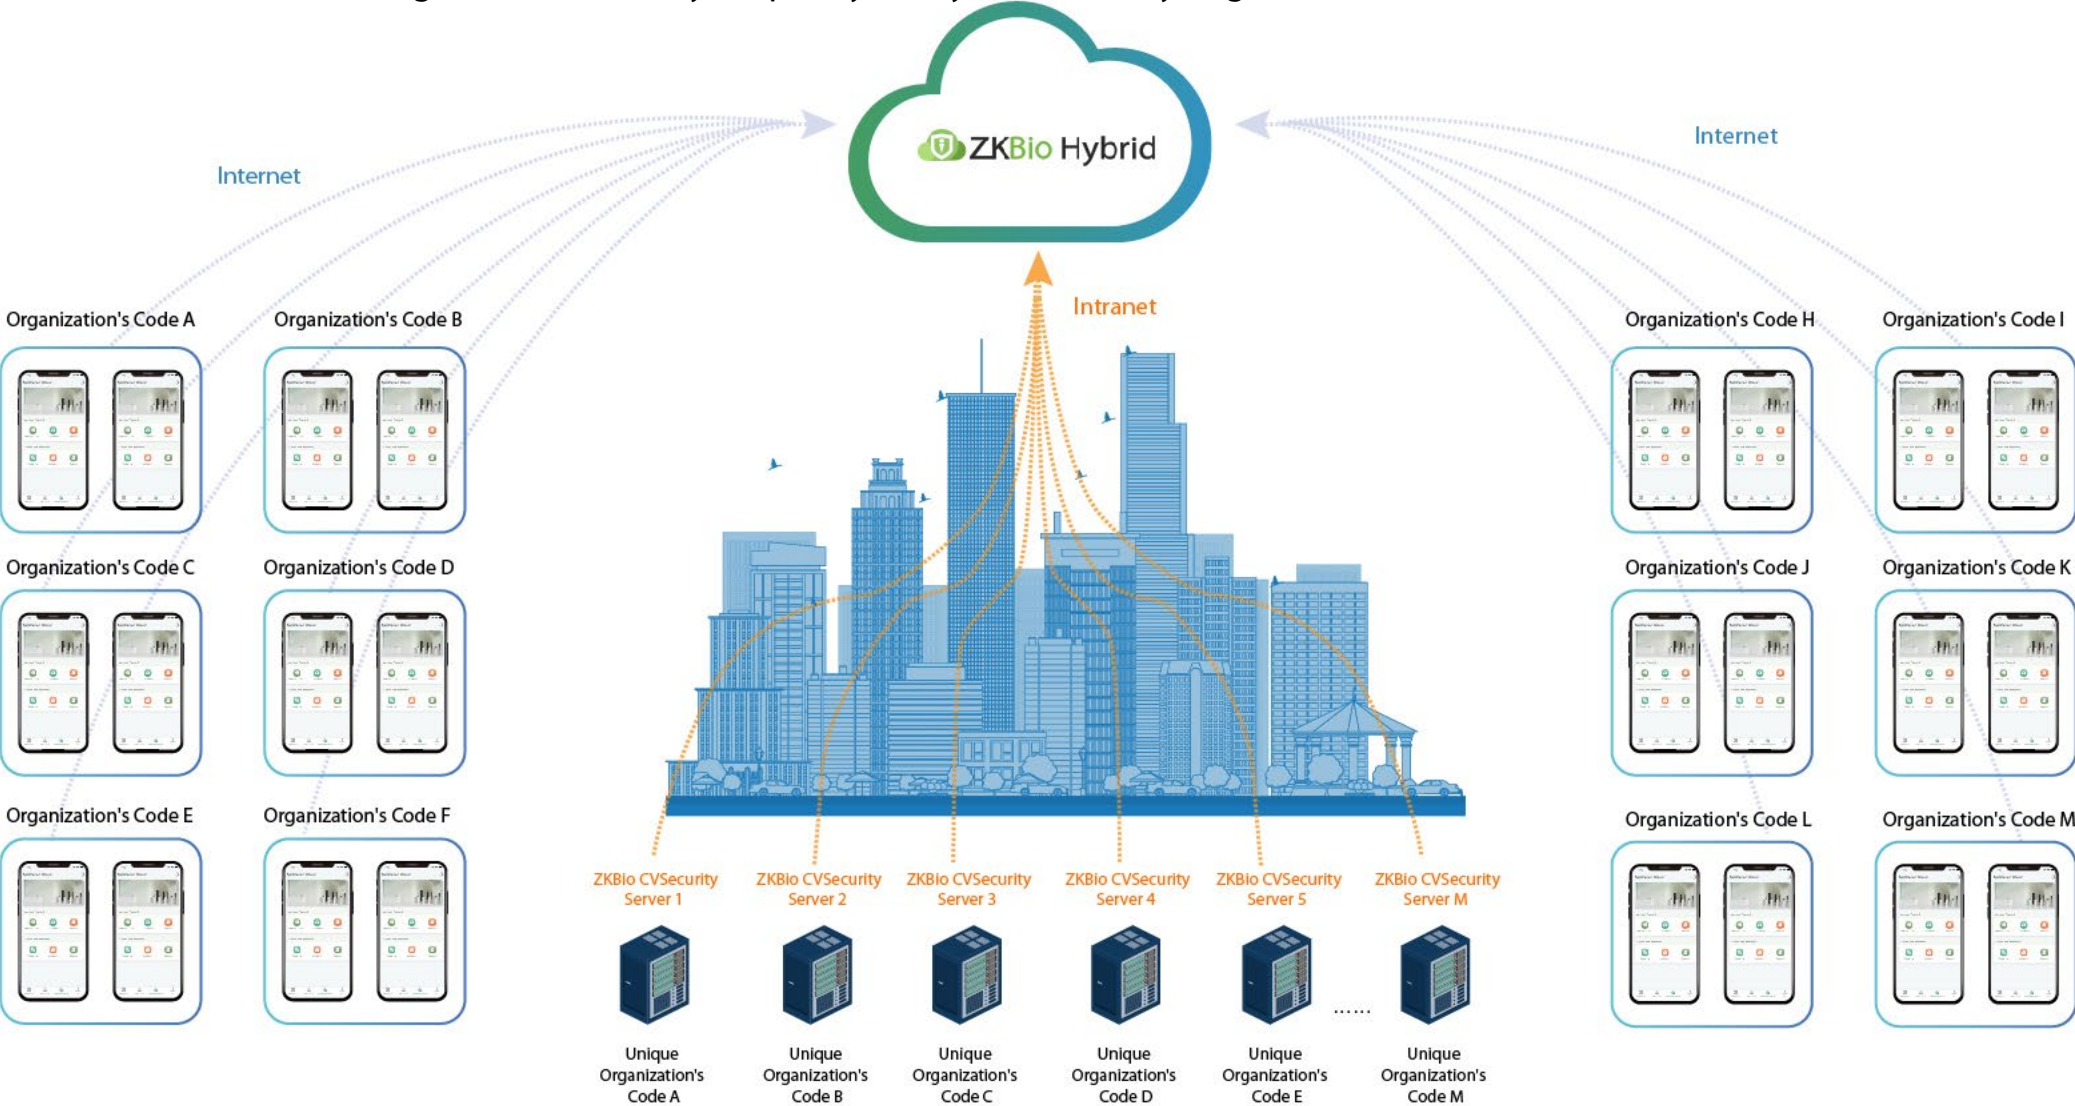 ZKBio Hybrid
Internet
Internet
Intranet
Organization's Code A
Organization's Code B
Organization's Code H
Organization's Code I
Organization's Code C
Organization's Code D
Organization's Code J
Organization's Code K
Organization's Code E
Organization's Code F
Organization's Code L
Organization's Code M
ZKBio CVSecurity
Server 1
ZKBio CVSecurity
Server 2
ZKBio CVSecurity
Server 3
ZKBio CVSecurity
Server 4
ZKBio CVSecurity
Server 5
ZKBio CVSecurity
Server M
......
Unique
Organization's
Code A
Unique
Organization's
Code B
Unique
Organization's
Code C
Unique
Organization's
Code D
Unique
Organization's
Code E
Unique
Organization's
Code M